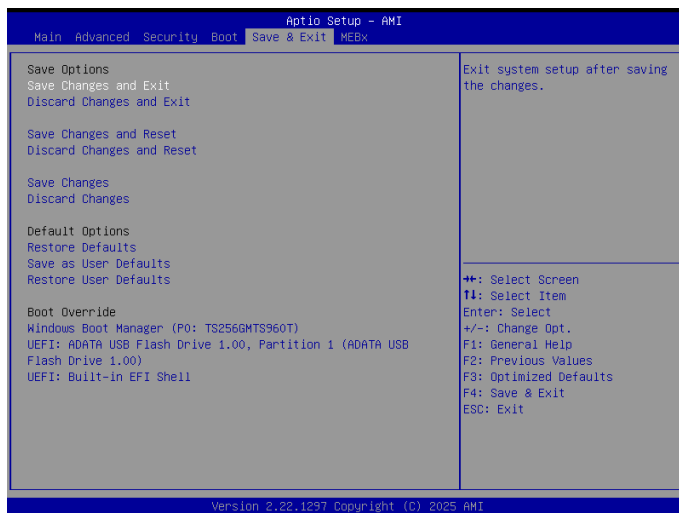 Aptio Setup – AMI
Main Advanced Security Boot Save & Exit MEBx
Save Options
Save Changes and Exit
Discard Changes and Exit
Save Changes and Reset
Discard Changes and Reset
Save Changes
Discard Changes
Default Options
Restore Defaults
Save as User Defaults
Restore User Defaults
Boot Override
Windows Boot Manager (P0: TS256GMTS960T)
UEFI: ADATA USB Flash Drive 1.00, Partition 1 (ADATA USB
Flash Drive 1.00)
UEFI: Built-in EFI Shell
Exit system setup after saving
the changes.
→←: Select Screen
↑↓: Select Item
Enter: Select
+/-: Change Opt.
F1: General Help
F2: Previous Values
F3: Optimized Defaults
F4: Save & Exit
ESC: Exit
Version 2.22.1297 Copyright (C) 2025 AMI